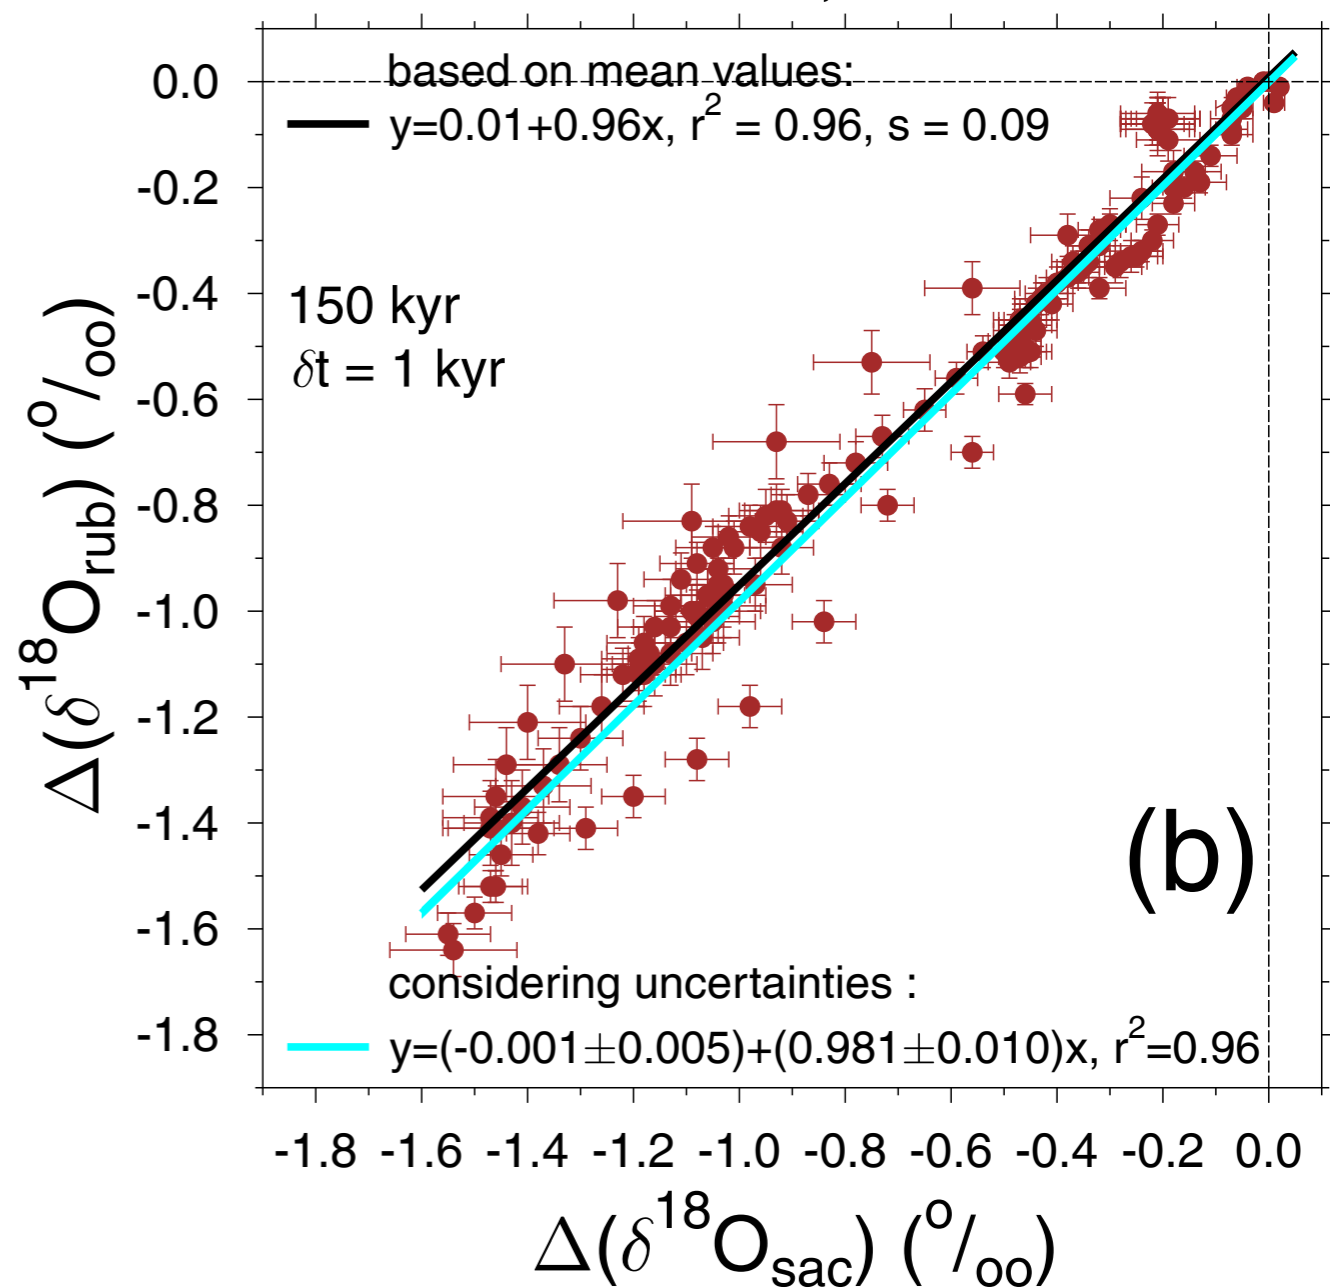 based on mean values:
y=0.01+0.96x, r² = 0.96, s = 0.09
150 kyr
δt = 1 kyr
(b)
considering uncertainties :
y=(-0.001±0.005)+(0.981±0.010)x, r²=0.96
0.0
-0.2
-0.4
-0.6
-0.8
-1.0
-1.2
-1.4
-1.6
-1.8
Δ(δ¹⁸O_rub) (º/₀₀)
-1.8 -1.6 -1.4 -1.2 -1.0 -0.8 -0.6 -0.4 -0.2 0.0
Δ(δ¹⁸O_sac) (º/₀₀)